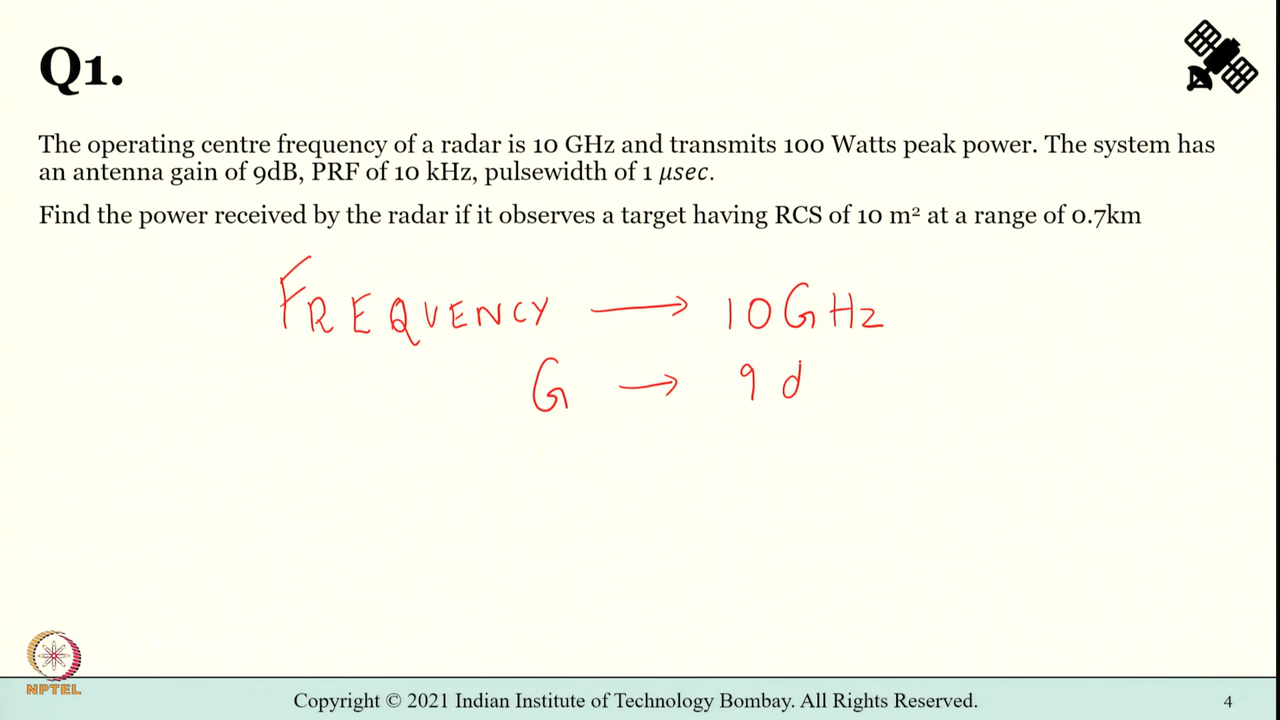 Q1.
The operating centre frequency of a radar is 10 GHz and transmits 100 Watts peak power. The system has
an antenna gain of 9dB, PRF of 10 kHz, pulsewidth of 1 μsec.
Find the power received by the radar if it observes a target having RCS of 10 m² at a range of 0.7km
FREQUENCY → 10GHz
G → 9 d
NPTEL
Copyright © 2021 Indian Institute of Technology Bombay. All Rights Reserved.
4